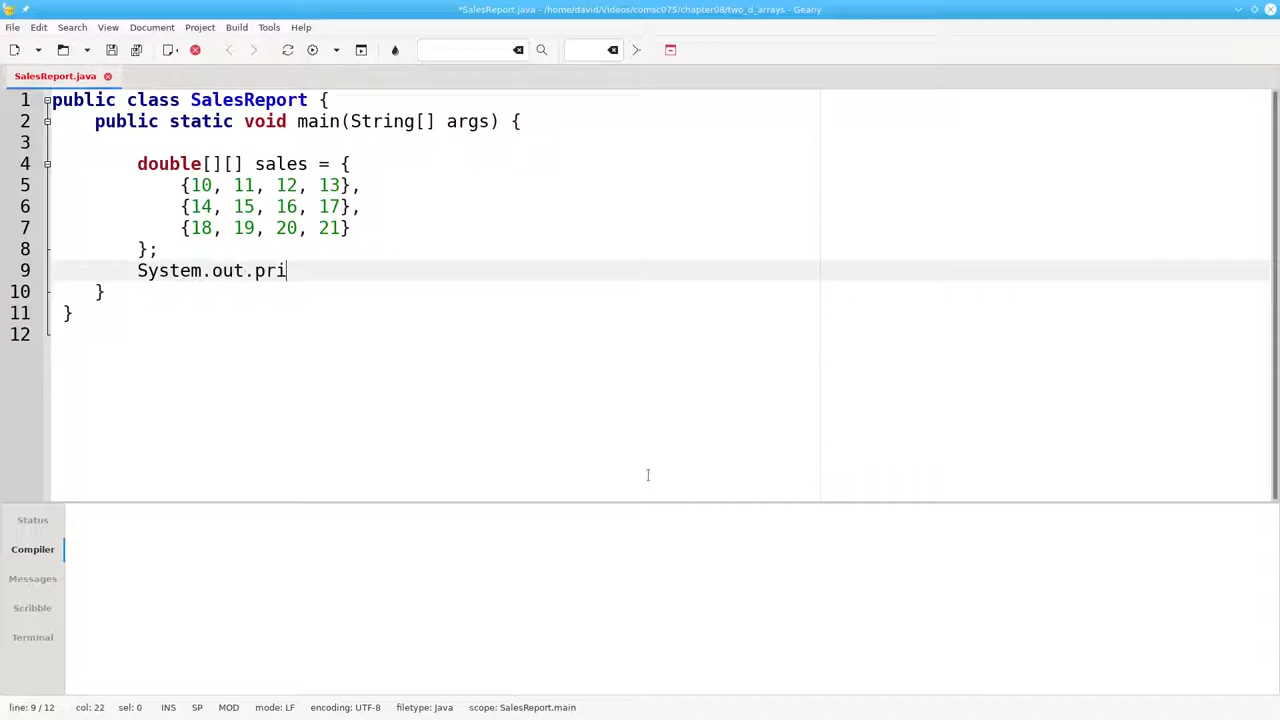 *SalesReport.java - /home/david/Videos/comsc075/chapter08/two_d_arrays - Geany
File Edit Search View Document Project Build Tools Help
SalesReport.java
1 public class SalesReport {
2 public static void main(String[] args) {
3
4 double[][] sales = {
5 {10, 11, 12, 13},
6 {14, 15, 16, 17},
7 {18, 19, 20, 21}
8 };
9 System.out.pri
10 }
11 }
12
Status
Compiler
Messages
Scribble
Terminal
line: 9 / 12 col: 22 sel: 0 INS SP MOD mode: LF encoding: UTF-8 filetype: Java scope: SalesReport.main